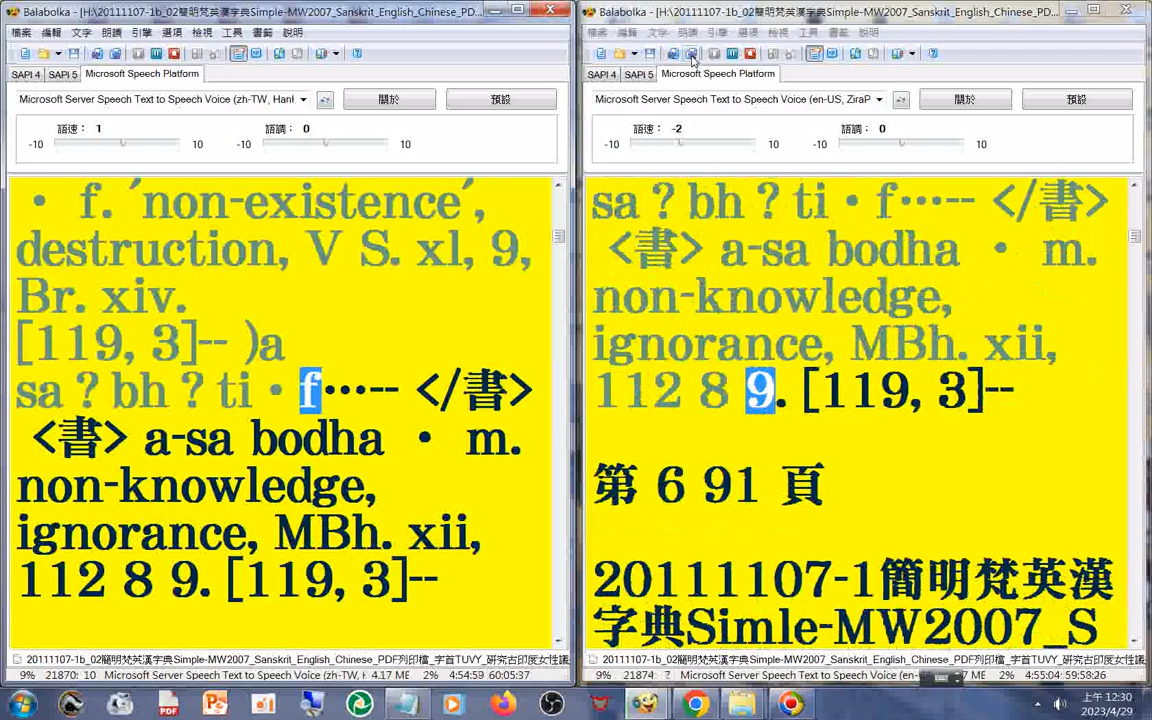 Balabolka - [H:\20111107-1b_02簡明梵英漢字典Simple-MW2007_Sanskrit_English_Chinese_PD...
檔案 編輯 文字 朗讀 引擎 選項 檢視 工具 書籤 說明
SAPI 4 SAPI 5 Microsoft Speech Platform
Microsoft Server Speech Text to Speech Voice (zh-TW, Hanl 關於 預設
語速： 1 語調： 0
-10 10 -10 10
• f. ′non-existence′,
destruction, V S. xl, 9,
Br. xiv.
[119, 3]-- )a
sa ? bh ? ti • f…-- </書>
<書> a-sa bodha • m.
non-knowledge,
ignorance, MBh. xii,
112 8 9. [119, 3]--
20111107-1b_02簡明梵英漢字典Simple-MW2007_Sanskrit_English_Chinese_PDF列印檔_字首TUVY_研究古印度女性議
9% 21870: 10 Microsoft Server Speech Text to Speech Voice (zh-TW, 4.17 ME 2% 4:54:59 60:05:37
Balabolka - [H:\20111107-1b_02簡明梵英漢字典Simple-MW2007_Sanskrit_English_Chinese_PD...
檔案 編輯 文字 朗讀 引擎 選項 檢視 工具 書籤 說明
SAPI 4 SAPI 5 Microsoft Speech Platform
Microsoft Server Speech Text to Speech Voice (en-US, ZiraP 關於 預設
語速： -2 語調： 0
-10 10 -10 10
sa ? bh ? ti • f…-- </書>
<書> a-sa bodha • m.
non-knowledge,
ignorance, MBh. xii,
112 8 9. [119, 3]--
第 6 91 頁
20111107-1簡明梵英漢
字典Simle-MW2007_S
20111107-1b_02簡明梵英漢字典Simple-MW2007_Sanskrit_English_Chinese_PDF列印檔_字首TUVY_研究古印度女性議
9% 21874: ? Microsoft Server Speech Text to Speech Voice (en-US 4.17 ME 2% 4:55:04 59:58:26
上午 12:30
2023/4/29